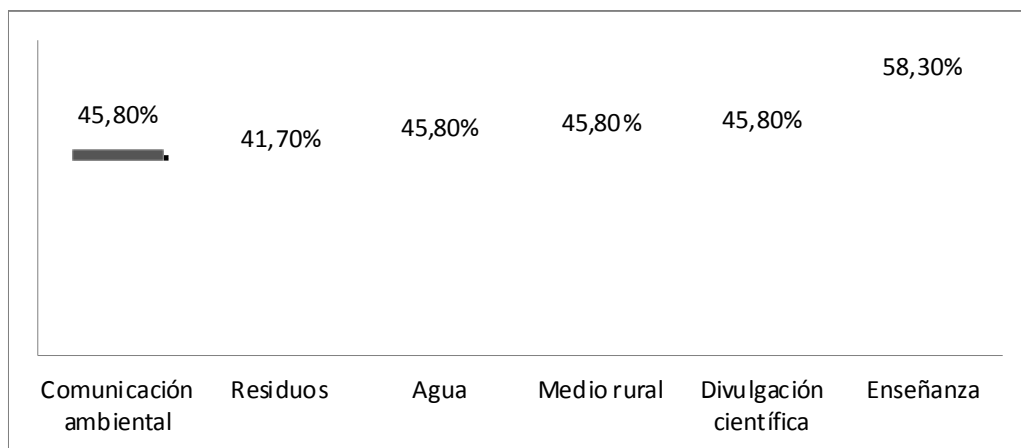 58,30%
45,80%
41,70%
45,80%
45,80%
45,80%
Comunicación ambiental
Residuos
Agua
Medio rural
Divulgación científica
Enseñanza